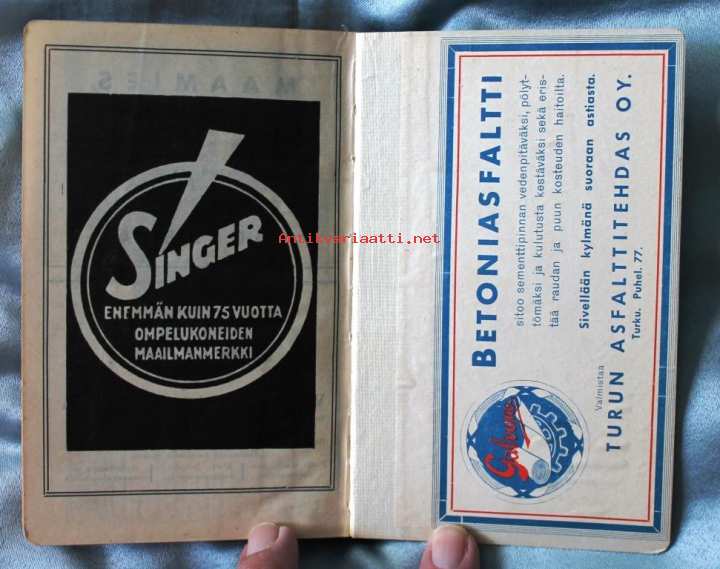 SINGER
ENEMMÄN KUIN 75 VUOTTA
OMPELUKONEIDEN
MAAILMANMERKKI
Antikvariaatti.net
BETONIASFALTTI
sitoo sementtipinnan vedenpitäväksi, pölyt-
tömäksi ja kulutusta kestäväksi sekä eris-
tää raudan ja puun kosteuden haitoilta.
Sivellään kylmänä suoraan astiasta.
Valmistaa
TURUN ASFALTTITEHDAS OY.
Turku. Puhel. 77.